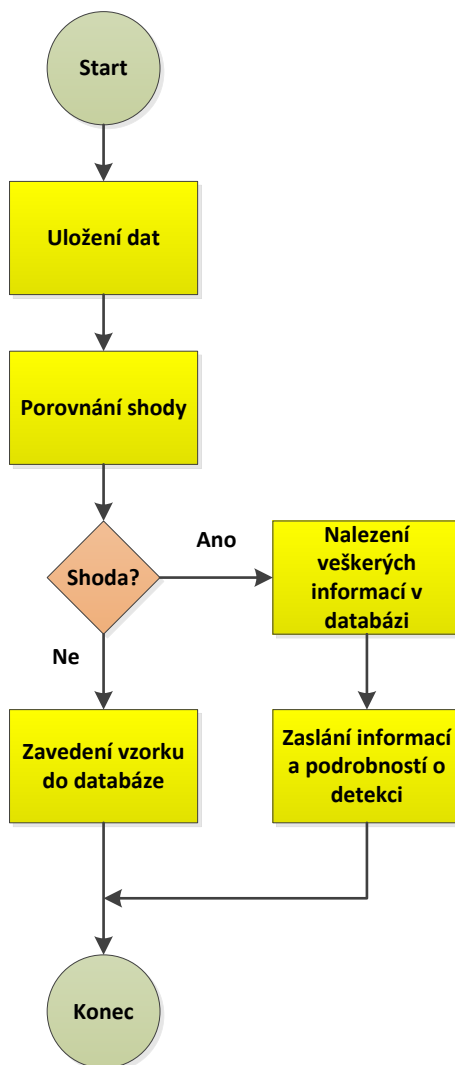 Start
Uložení dat
Porovnání shody
Shoda?
Ano
Nalezení
veškerých
informací v
databázi
Ne
Zavedení vzorku
do databáze
Zaslání informací
a podrobností o
detekci
Konec